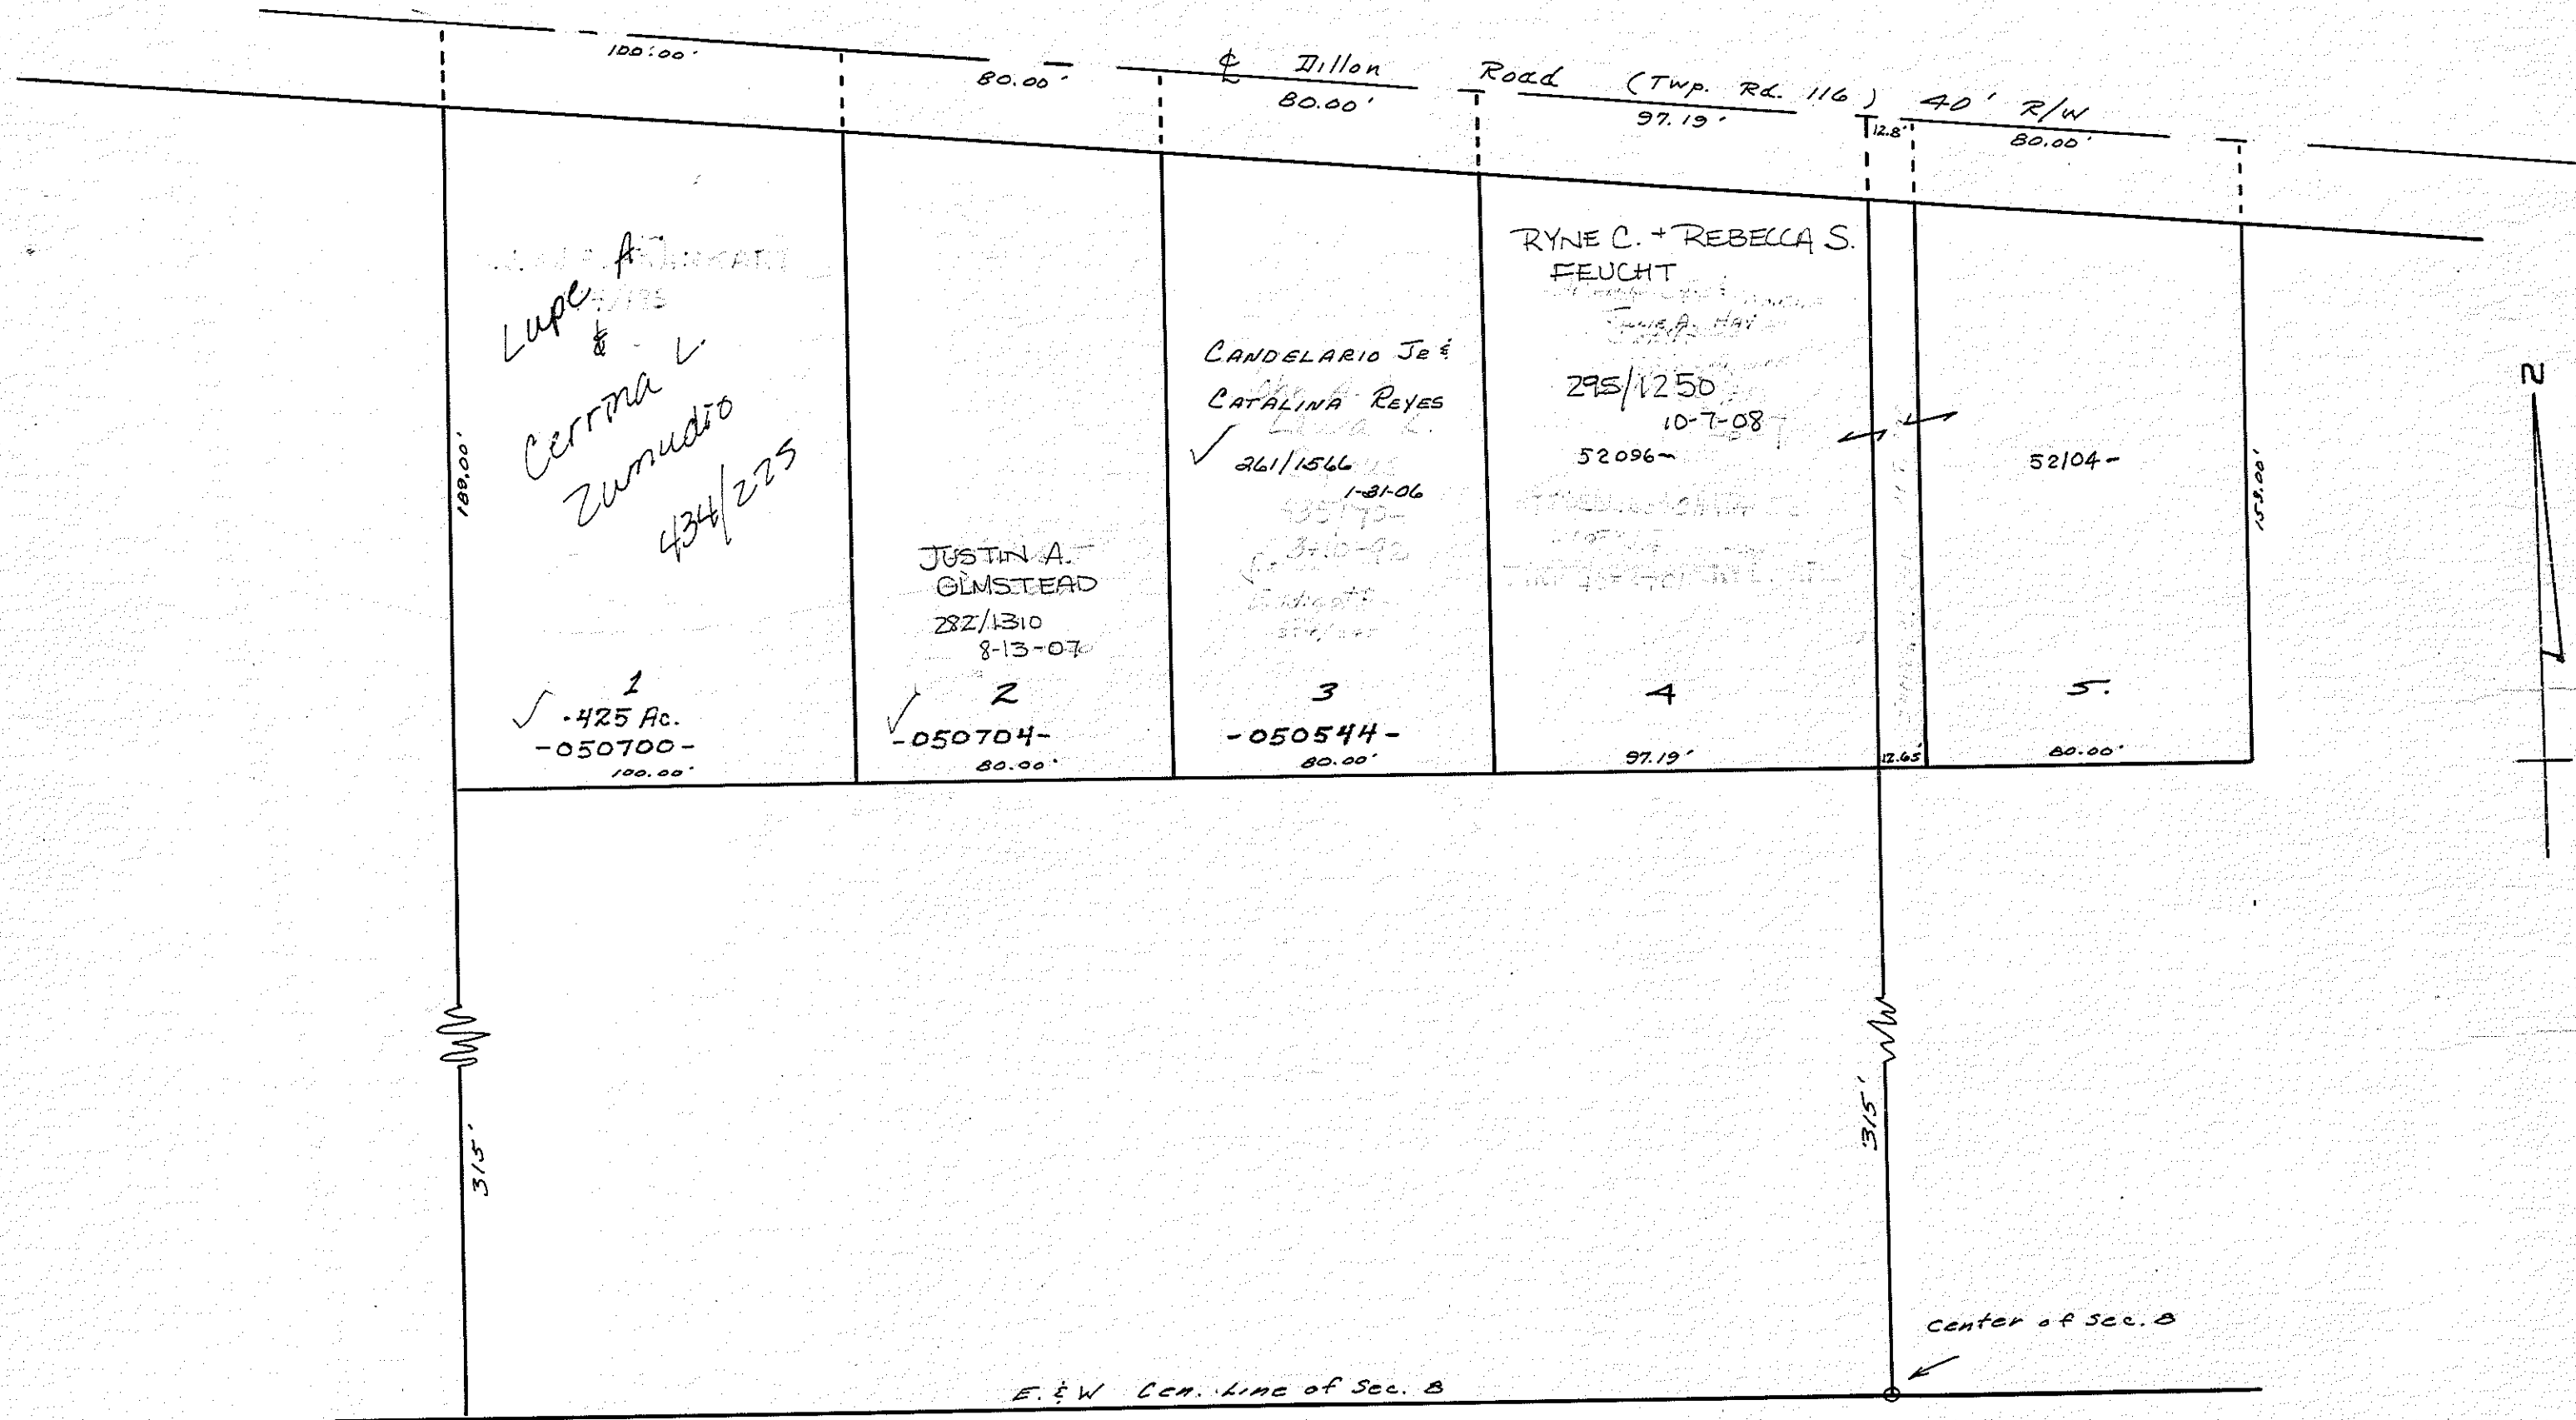 100.00'
80.00'
℄ Dillon Road (Twp. Rd. 116) 40' R/W
80.00'
97.19'
12.8'
80.00'
Lupe A
&
Cerrina L.
Zumudio
434/225
189.00'
1
.425 Ac.
-050700-
100.00'
JUSTIN A.
OLMSTEAD
282/1310
8-13-07
2
-050704-
80.00'
CANDELARIO JR &
CATALINA REYES
261/1566
1-31-06
3
-050544-
80.00'
RYNE C. + REBECCA S.
FEUCHT
295/1250
10-7-08
52096-
4
97.19'
12.65'
52104-
5.
80.00'
158.00'
N
315'
315'
Center of Sec. 8
E. & W Cen. Line of Sec. 8